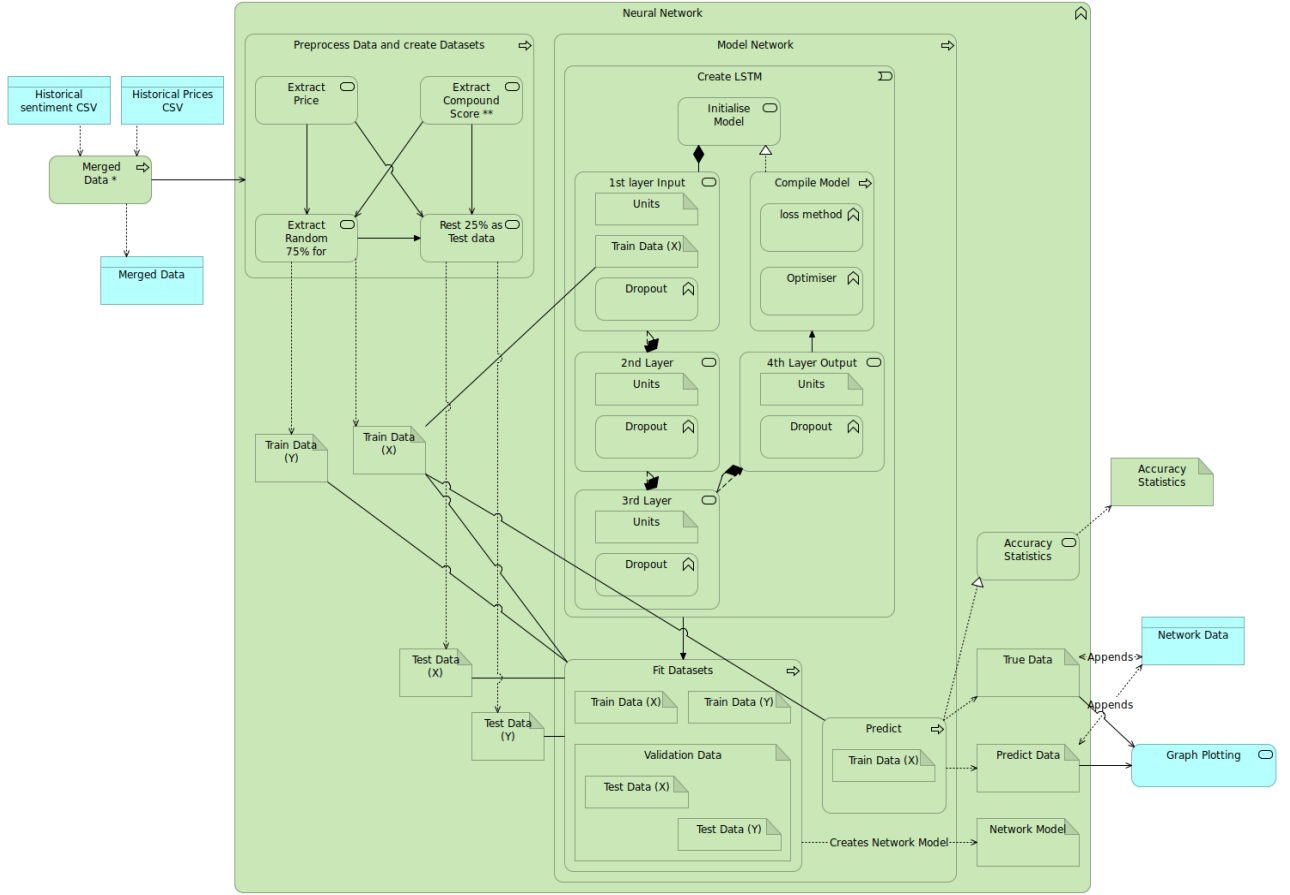 Neural Network
Preprocess Data and create Datasets
Model Network
Create LSTM
Historical
sentiment CSV
Historical Prices
CSV
Extract
Price
Extract
Compound
Score **
Initialise
Model
Merged
Data *
1st layer Input
Compile Model
Units
loss method
Extract
Random
75% for
Rest 25% as
Test data
Train Data (X)
Merged Data
Dropout
Optimiser
2nd Layer
4th Layer Output
Units
Units
Dropout
Dropout
Train Data
(Y)
Train Data
(X)
3rd Layer
Units
Accuracy
Statistics
Dropout
Accuracy
Statistics
Network Data
Test Data
(X)
Fit Datasets
True Data
Appends
Train Data (X)
Train Data (Y)
Appends
Test Data
(Y)
Predict
Validation Data
Train Data (X)
Predict Data
Graph Plotting
Test Data (X)
Test Data (Y)
Creates Network Model
Network Model